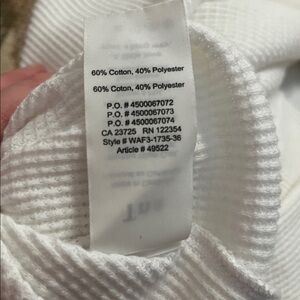 60% Cotton, 40% Polyester
60% Coton, 40% Polyester
P.O. # 4500067072
P.O. # 4500067073
P.O. # 4500067074
CA 23725 RN 122354
Style # WAF3-1735-36
Article # 49522